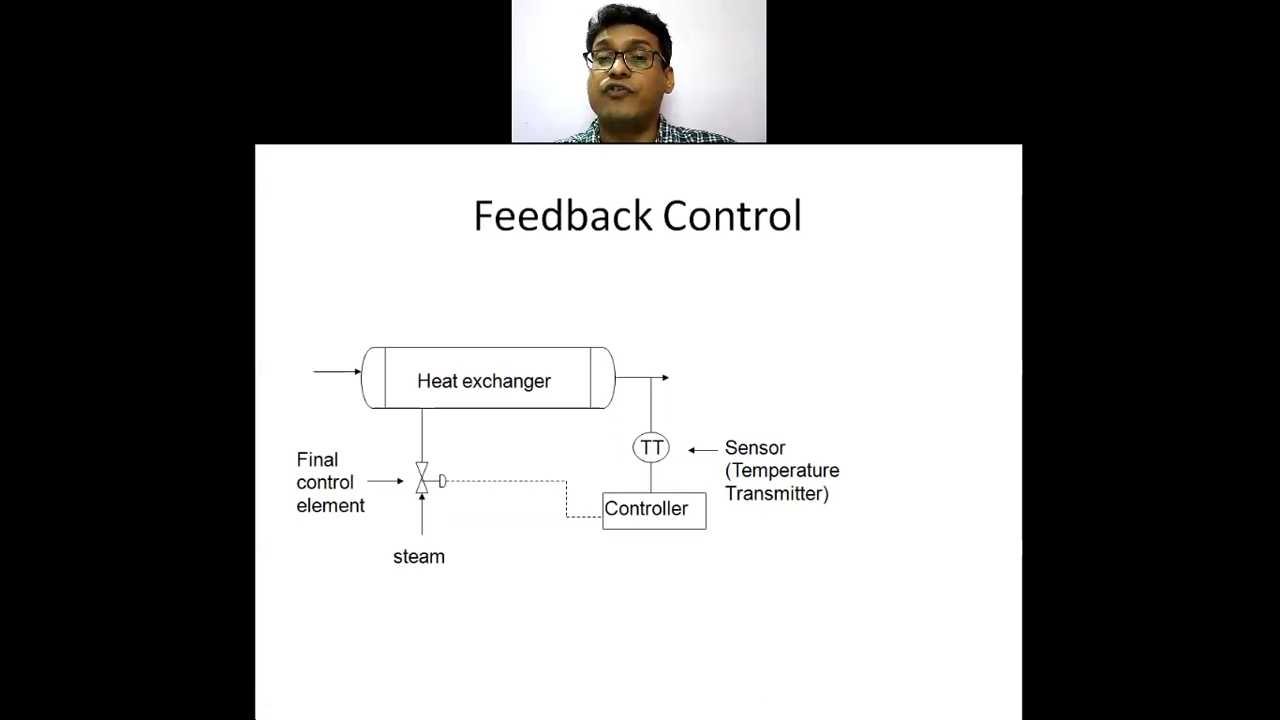 Feedback Control
Heat exchanger
TT
Sensor
(Temperature
Transmitter)
Final
control
element
Controller
steam